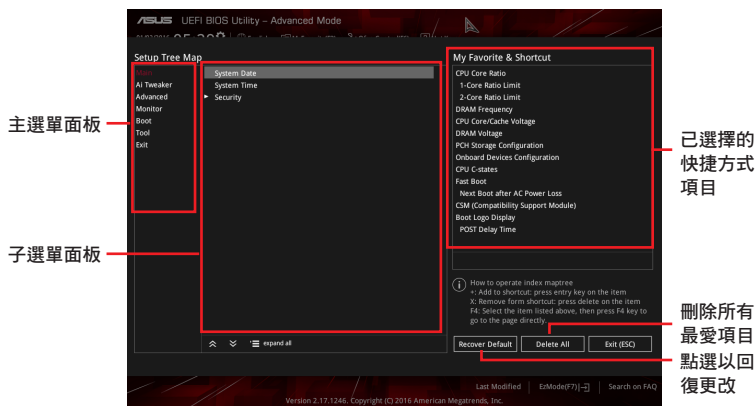 ASUS UEFI BIOS Utility – Advanced Mode
Setup Tree Map
Main
Ai Tweaker
Advanced
Monitor
Boot
Tool
Exit
System Date
System Time
Security
expand all
My Favorite & Shortcut
CPU Core Ratio
1-Core Ratio Limit
2-Core Ratio Limit
DRAM Frequency
CPU Core/Cache Voltage
DRAM Voltage
PCH Storage Configuration
Onboard Devices Configuration
CPU C-states
Fast Boot
Next Boot after AC Power Loss
CSM (Compatibility Support Module)
Boot Logo Display
POST Delay Time
How to operate index maptree
+: Add to shortcut: press entry key on the item
X: Remove form shortcut: press delete on the item
F4: Select the item listed above, then press F4 key to
go to the page directly.
Recover Default
Delete All
Exit (ESC)
Last Modified
EzMode(F7)
Search on FAQ
Version 2.17.1246. Copyright (C) 2016 American Megatrends, Inc.
主選單面板
子選單面板
已選擇的
快捷方式
項目
刪除所有
最愛項目
點選以回
復更改